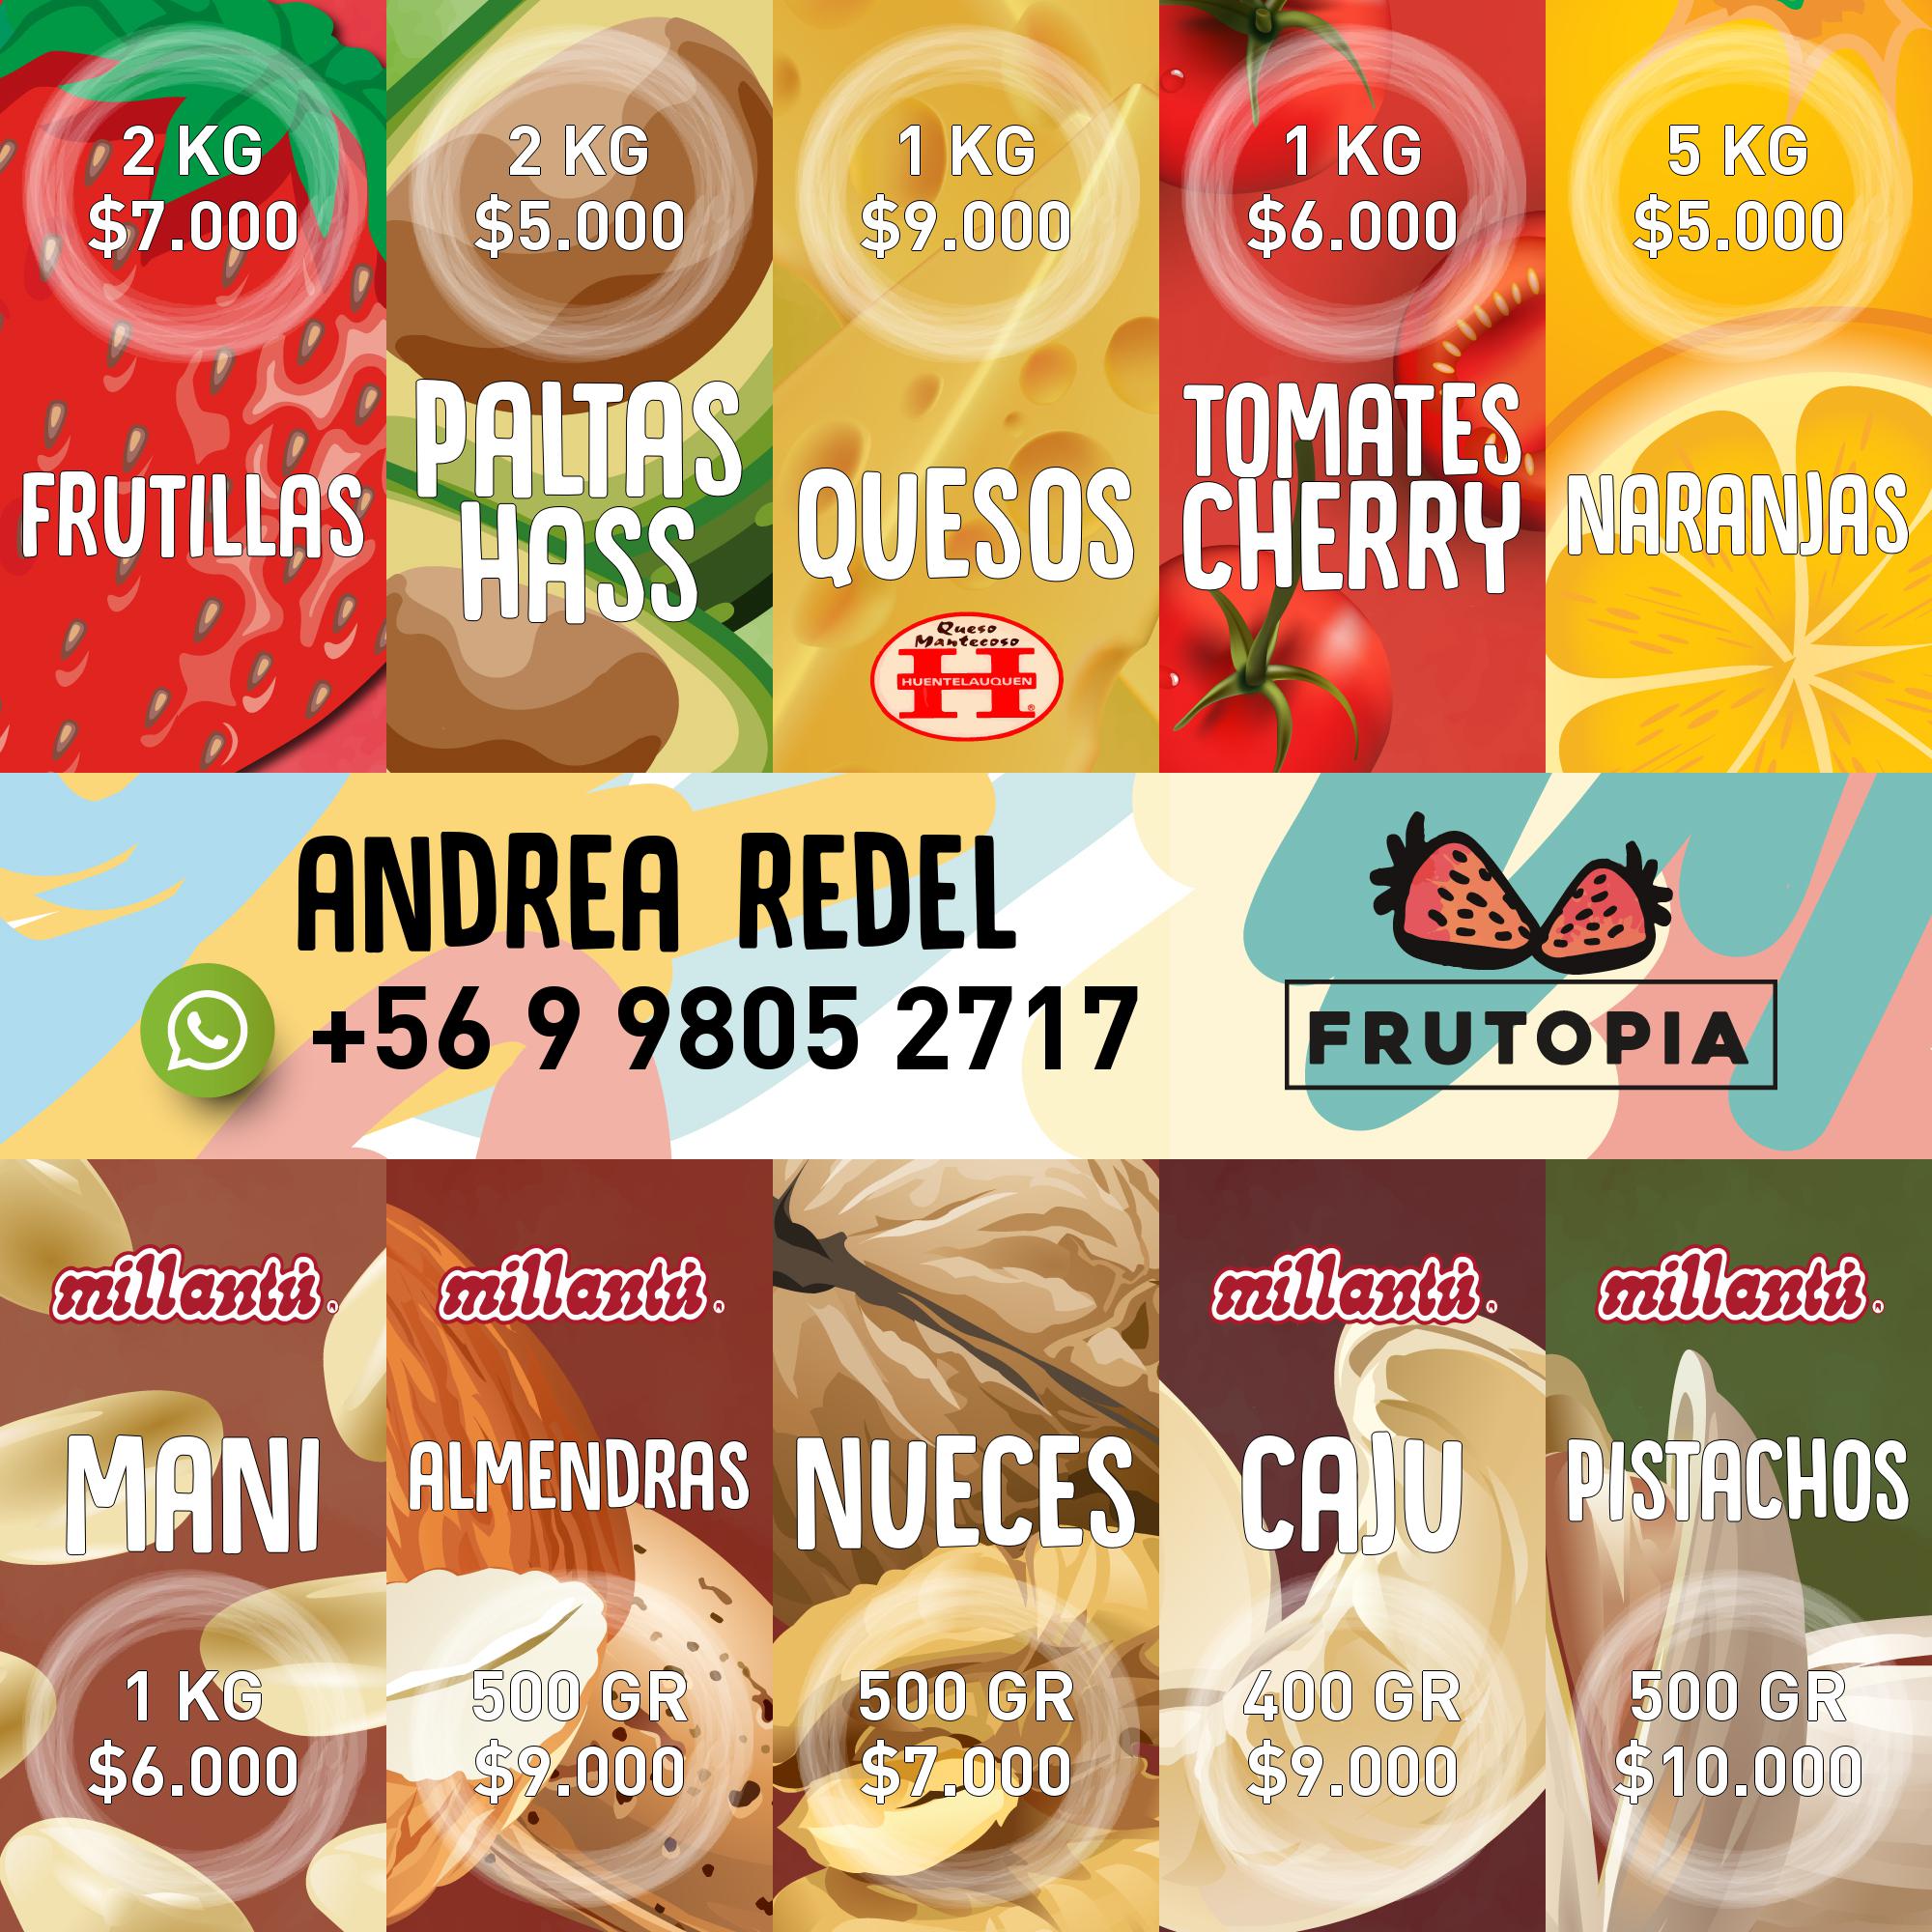 2 KG
$7.000
FRUTILLAS
2 KG
$5.000
PALTAS
HASS
1 KG
$9.000
QUESOS
Queso
Mantecoso
H
HUENTELAUQUEN
®
1 KG
$6.000
TOMATES
CHERRY
5 KG
$5.000
NARANJAS
ANDREA REDEL
+56 9 9805 2717
FRUTOPIA
millantú
MANI
1 KG
$6.000
millantú
ALMENDRAS
500 GR
$9.000
NUECES
500 GR
$7.000
millantú
CAJU
400 GR
$9.000
millantú
PISTACHOS
500 GR
$10.000